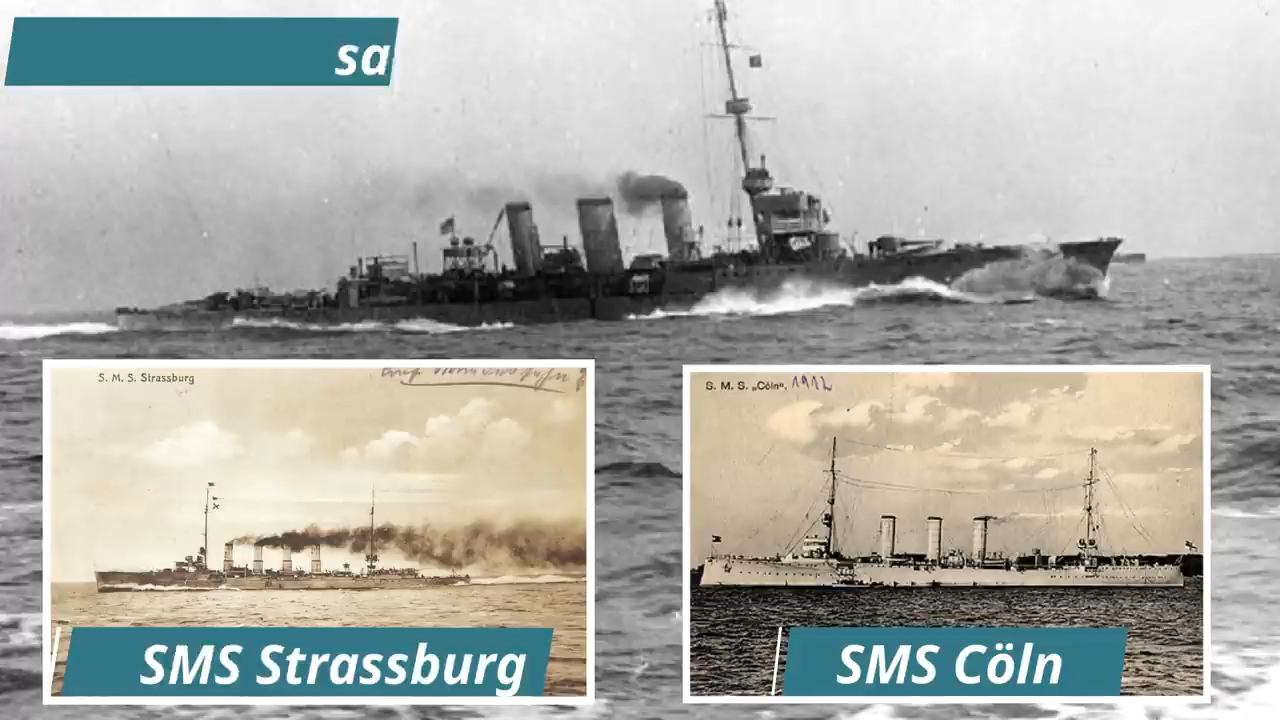 sa
S. M. S. Strassburg
S. M. S. „Cöln“. 1912
SMS Strassburg
SMS Cöln